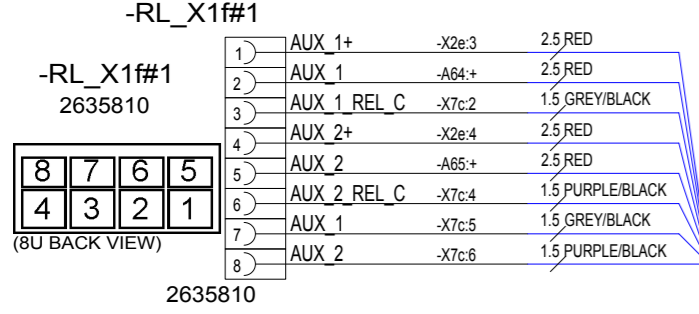 -RL_X1f#1
-RL_X1f#1
2635810
8 7 6 5
4 3 2 1
(8U BACK VIEW)
1 AUX_1+ -X2e:3 2.5 RED
2 AUX_1 -A64:+ 2.5 RED
3 AUX_1_REL_C -X7c:2 1.5 GREY/BLACK
4 AUX_2+ -X2e:4 2.5 RED
5 AUX_2 -A65:+ 2.5 RED
6 AUX_2_REL_C -X7c:4 1.5 PURPLE/BLACK
7 AUX_1 -X7c:5 1.5 GREY/BLACK
8 AUX_2 -X7c:6 1.5 PURPLE/BLACK
2635810